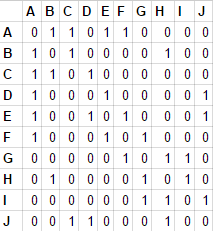 A B C D E F G H I J
A 0 1 1 0 1 1 0 0 0 0
B 1 0 1 0 0 0 0 1 0 0
C 1 1 0 1 0 0 0 0 0 0
D 0 0 0 0 1 0 0 0 0 1
E 1 0 0 1 0 1 0 0 0 1
F 1 0 0 0 1 0 1 0 0 0
G 0 0 0 0 0 1 0 1 1 0
H 0 1 0 0 0 0 1 0 1 0
I 0 0 0 0 0 0 1 1 0 1
J 0 0 1 1 0 0 0 1 0 0